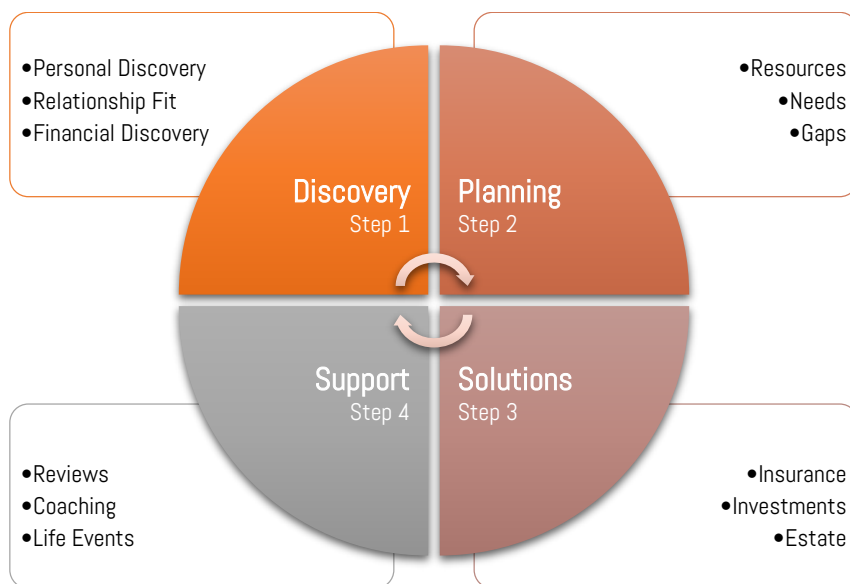 •Personal Discovery
•Relationship Fit
•Financial Discovery
Discovery
Step 1
•Resources
•Needs
•Gaps
Planning
Step 2
Support
Step 4
•Reviews
•Coaching
•Life Events
Solutions
Step 3
•Insurance
•Investments
•Estate